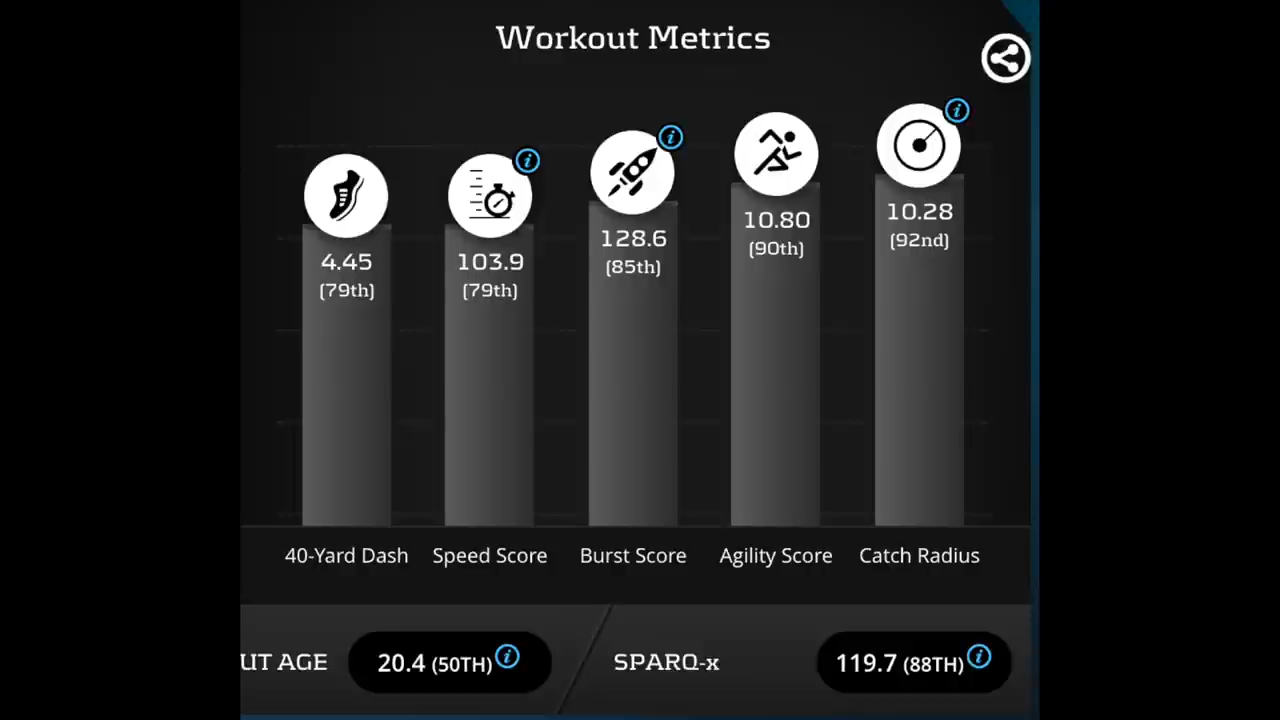 Workout Metrics
4.45
(79th)
103.9
(79th)
128.6
(85th)
10.80
(90th)
10.28
(92nd)
40-Yard Dash
Speed Score
Burst Score
Agility Score
Catch Radius
UT AGE
20.4 (50TH)
SPARQ-x
119.7 (88TH)